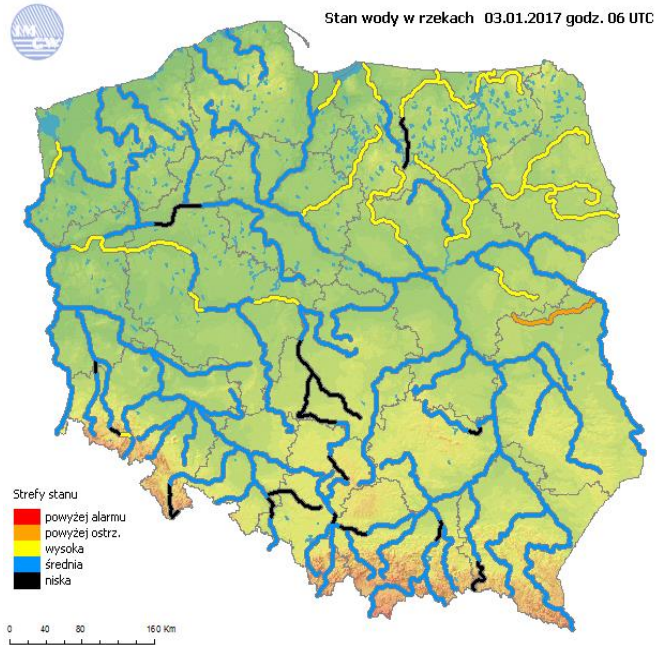 Stan wody w rzekach 03.01.2017 godz. 06 UTC
Strefy stanu
powyżej alarmu
powyżej ostrz.
wysoka
średnia
niska
0 40 80 160 Km